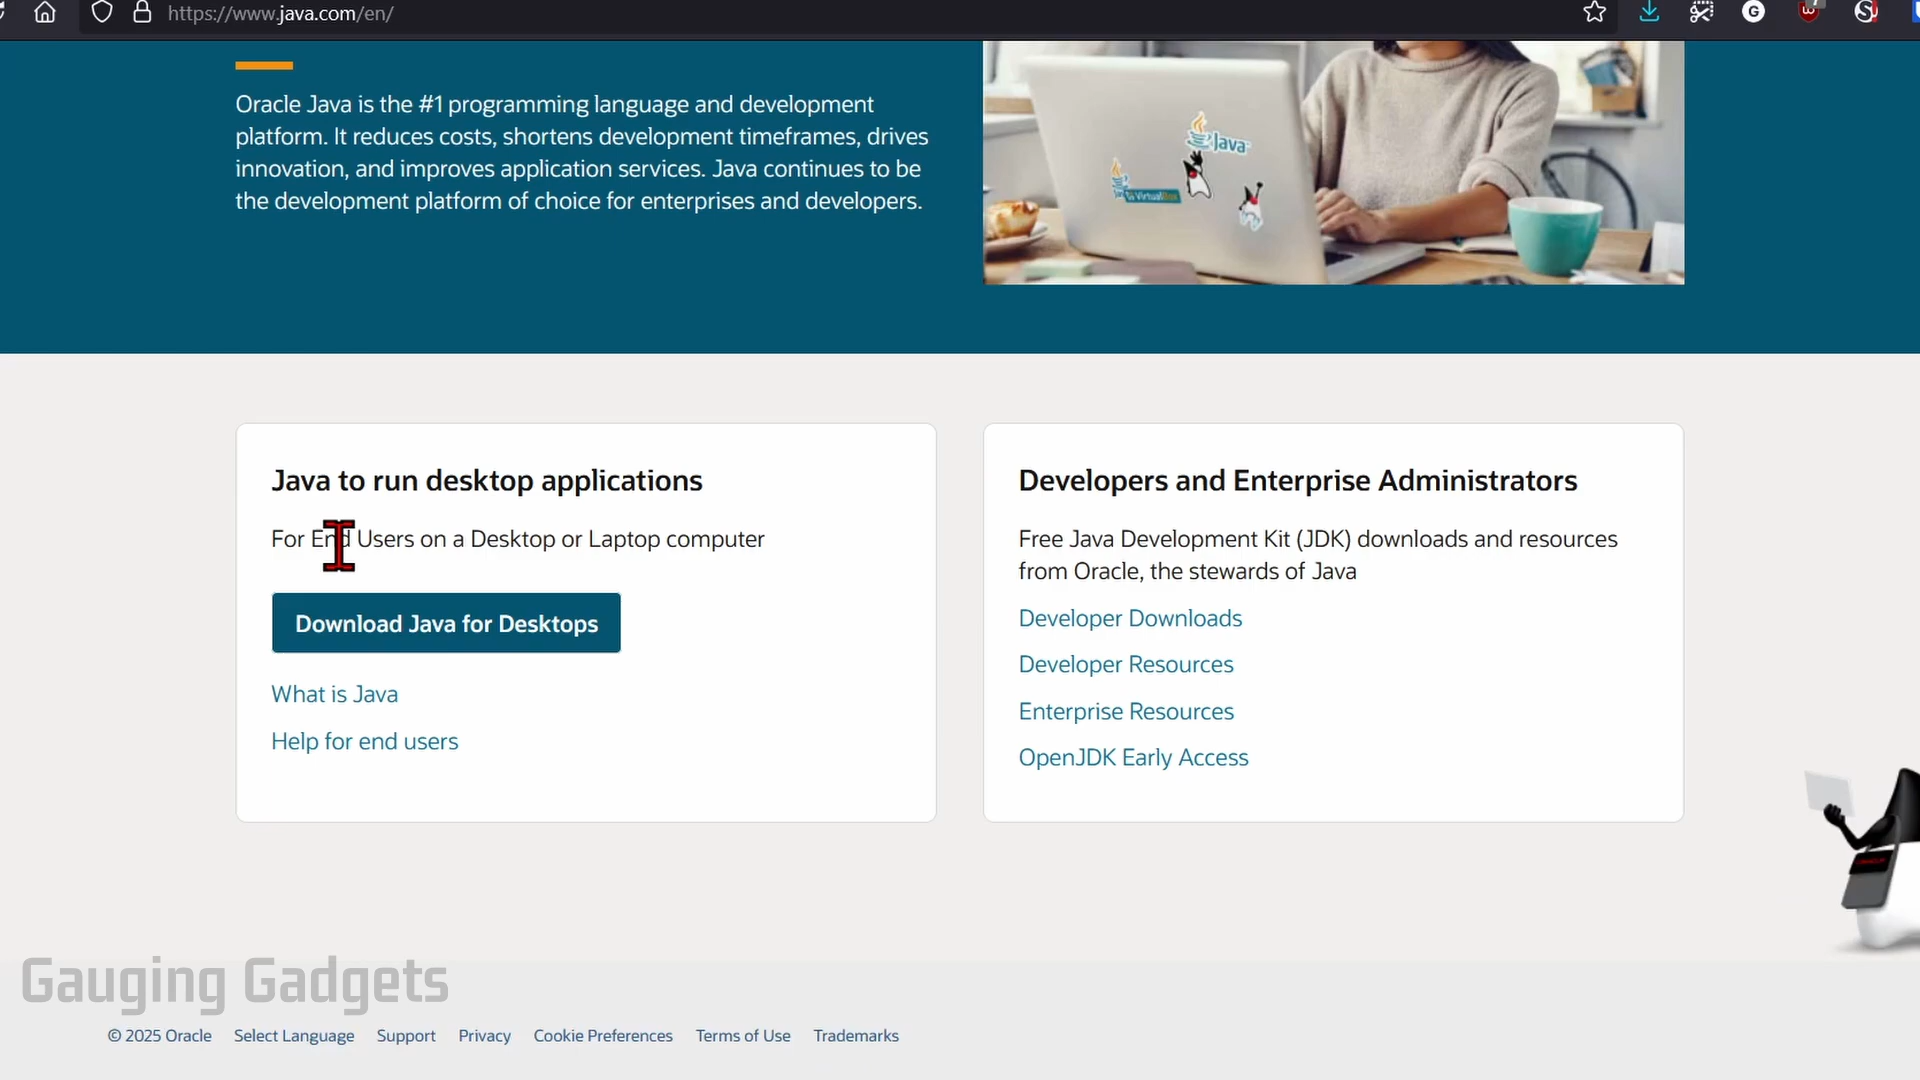 https://www.java.com/en/
Oracle Java is the #1 programming language and development
platform. It reduces costs, shortens development timeframes, drives
innovation, and improves application services. Java continues to be
the development platform of choice for enterprises and developers.
Java
VirtualBox
Java to run desktop applications
For End Users on a Desktop or Laptop computer
Download Java for Desktops
What is Java
Help for end users
Developers and Enterprise Administrators
Free Java Development Kit (JDK) downloads and resources
from Oracle, the stewards of Java
Developer Downloads
Developer Resources
Enterprise Resources
OpenJDK Early Access
Gauging Gadgets
© 2025 Oracle Select Language Support Privacy Cookie Preferences Terms of Use Trademarks